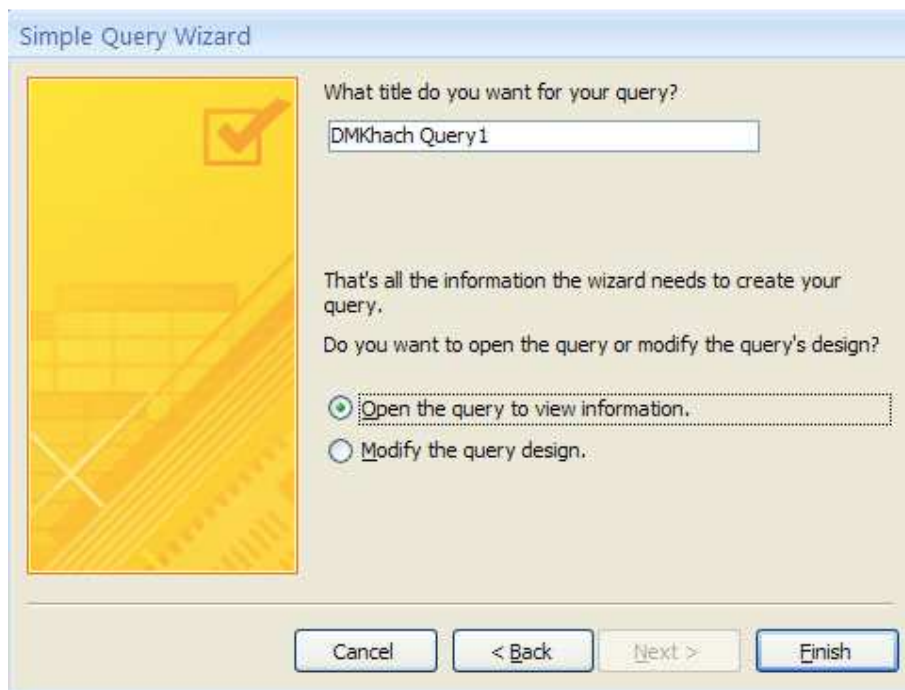 Simple Query Wizard
What title do you want for your query?
DMKhach Query1
That's all the information the wizard needs to create your
query.
Do you want to open the query or modify the query's design?
Open the query to view information.
Modify the query design.
Cancel
< Back
Next >
Finish